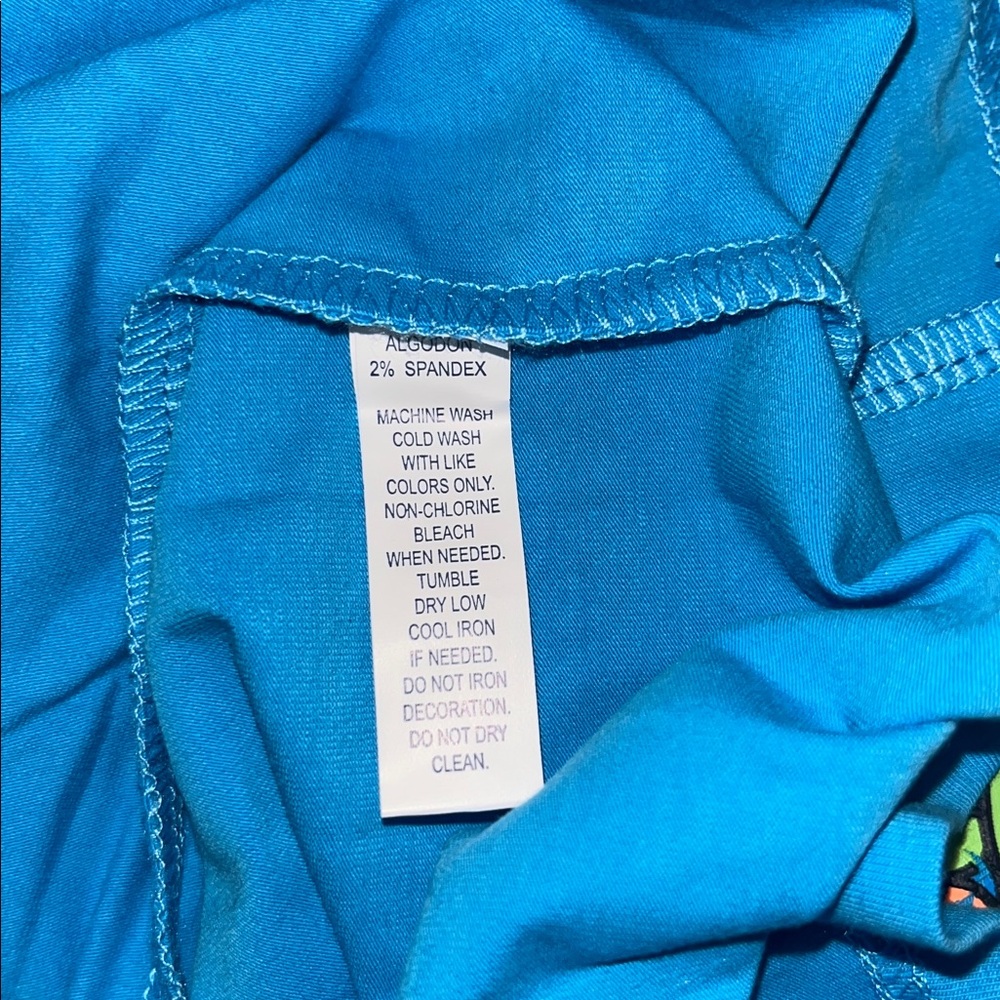 ALGODON
2% SPANDEX
MACHINE WASH
COLD WASH
WITH LIKE
COLORS ONLY.
NON-CHLORINE
BLEACH
WHEN NEEDED.
TUMBLE
DRY LOW
COOL IRON
IF NEEDED.
DO NOT IRON
DECORATION.
DO NOT DRY
CLEAN.